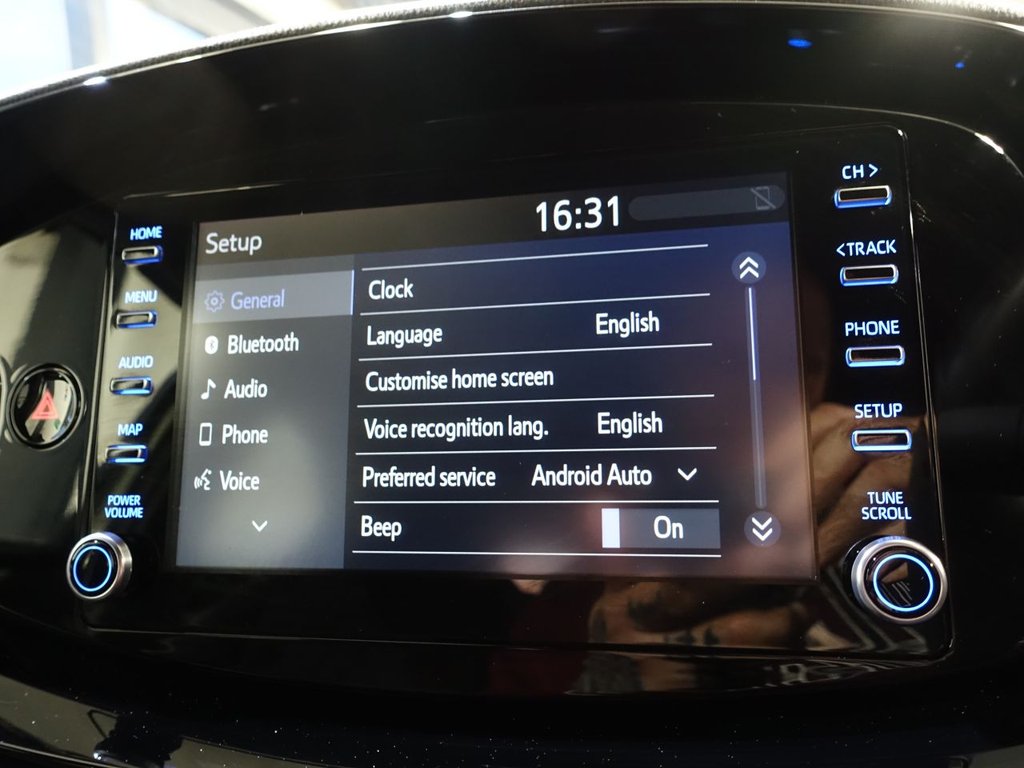 16:31
Setup
General
Bluetooth
Audio
Phone
Voice
Clock
Language English
Customise home screen
Voice recognition lang. English
Preferred service Android Auto
Beep On
HOME
MENU
AUDIO
MAP
POWER
VOLUME
CH >
< TRACK
PHONE
SETUP
TUNE
SCROLL